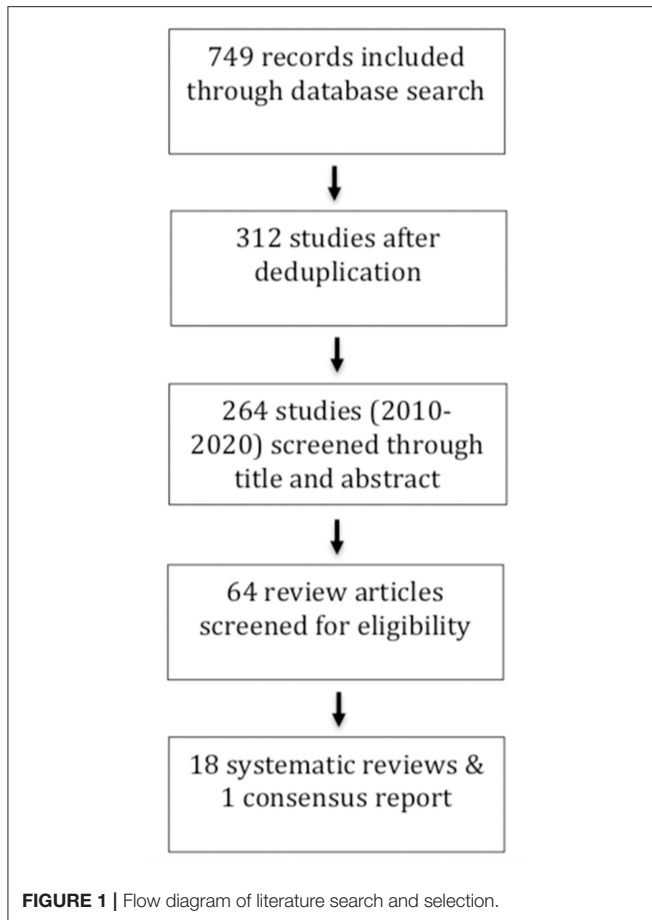 749 records included
through database search
312 studies after
deduplication
264 studies (2010-
2020) screened through
title and abstract
64 review articles
screened for eligibility
18 systematic reviews &
1 consensus report
FIGURE 1 | Flow diagram of literature search and selection.